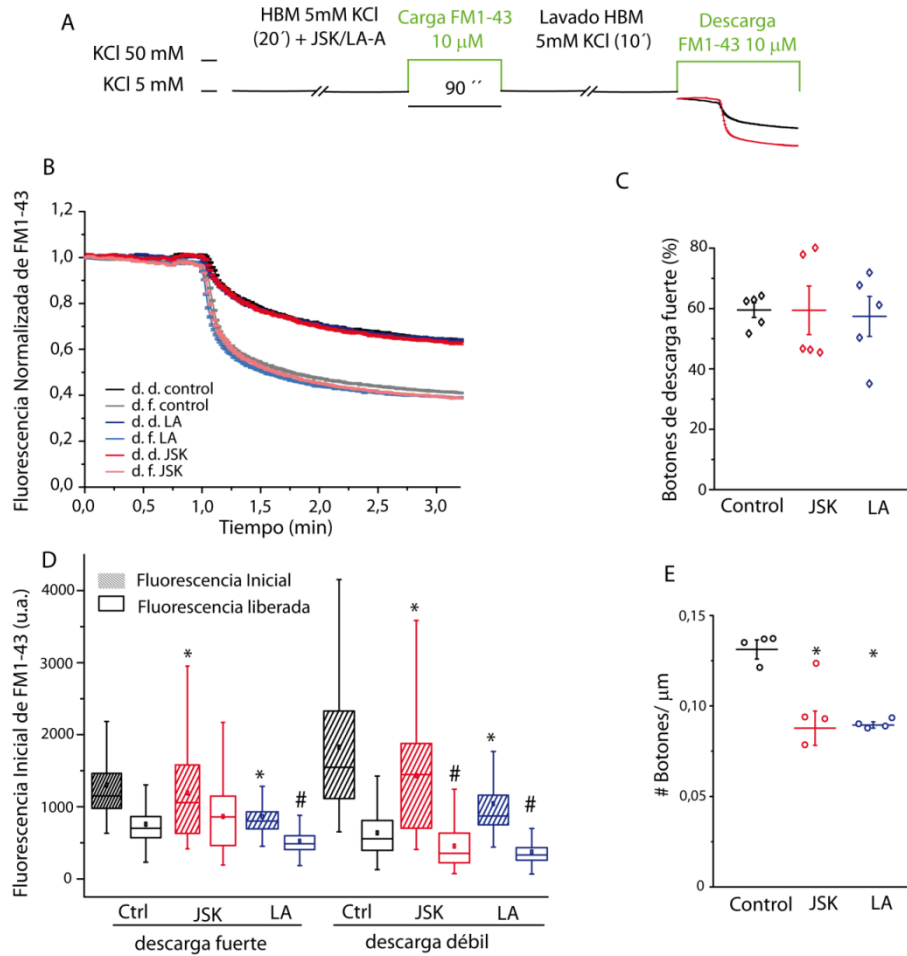 A
HBM 5mM KCl
(20´) + JSK/LA-A
Carga FM1-43
10 µM
Lavado HBM
5mM KCl (10´)
Descarga
FM1-43 10 µM
KCl 50 mM
KCl 5 mM
90 ´´
B
Fluorescencia Normalizada de FM1-43
1,2
1,0
0,8
0,6
0,4
0,2
0,0
d. d. control
d. f. control
d. d. LA
d. f. LA
d. d. JSK
d. f. JSK
0,0 0,5 1,0 1,5 2,0 2,5 3,0
Tiempo (min)
C
Botones de descarga fuerte (%)
80
60
40
20
0
Control JSK LA
D
Fluorescencia Inicial de FM1-43 (u.a.)
Fluorescencia Inicial
Fluorescencia liberada
4000
3000
2000
1000
0
* * # * # * #
Ctrl JSK LA Ctrl JSK LA
descarga fuerte descarga débil
E
# Botones/ µm
0,15
0,10
0,05
0,00
* *
Control JSK LA